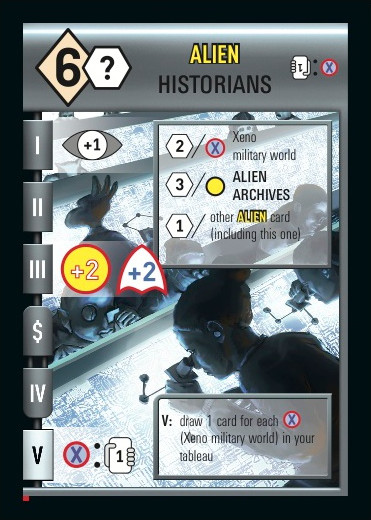 6 ?
ALIEN
HISTORIANS
1 : X
I
+1
II
III
+2
+2
$
IV
V
X : 1
2 / X Xeno
military world
3 / ALIEN
ARCHIVES
1 / other ALIEN card
(including this one)
V: draw 1 card for each X
(Xeno military world) in your
tableau